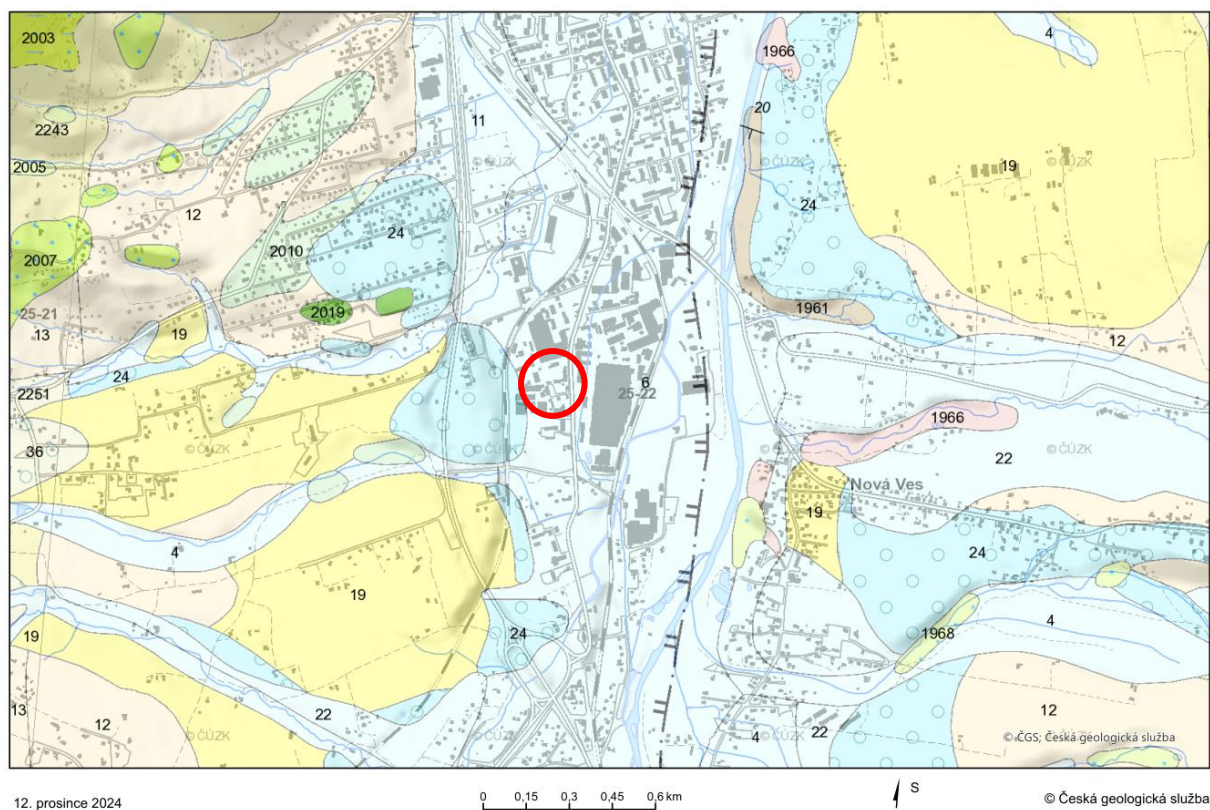 2003
1966
4
20
2243
11
© ČÚZK
© ČÚZK
© ČÚZK
19
2005
12
24
24
2007
2010
25-21
2019
1961
13
19
12
24
6
25-22
2251
1966
36
© ČÚZK
© ČÚZK
© ČÚZK
22
Nová Ves
19
4
24
19
19
24
1968
4
13
22
12
12
© ČÚZK
© ČÚZK
4
22
© ČGS; Česká geologická služba
12. prosince 2024
0 0,15 0,3 0,45 0,6 km
S
© Česká geologická služba